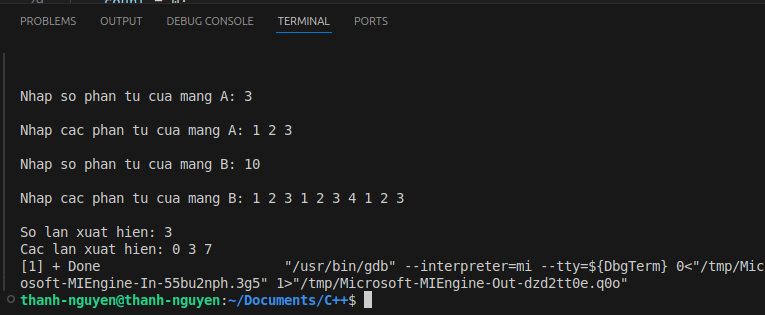 PROBLEMS OUTPUT DEBUG CONSOLE TERMINAL PORTS
Nhap so phan tu cua mang A: 3
Nhap cac phan tu cua mang A: 1 2 3
Nhap so phan tu cua mang B: 10
Nhap cac phan tu cua mang B: 1 2 3 1 2 3 4 1 2 3
So lan xuat hien: 3
Cac lan xuat hien: 0 3 7
[1] + Done                       "/usr/bin/gdb" --interpreter=mi --tty=${DbgTerm} 0<"/tmp/Mic
osoft-MIEngine-In-55bu2nph.3g5" 1>"/tmp/Microsoft-MIEngine-Out-dzd2tt0e.q0o"
thanh-nguyen@thanh-nguyen:~/Documents/C++$